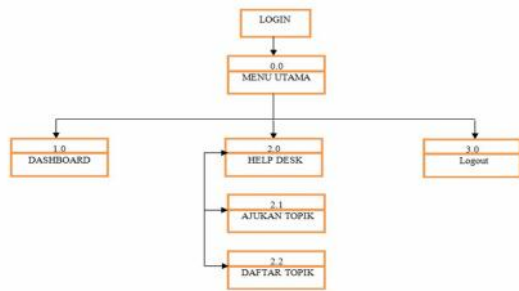 LOGIN
0.0
MENU UTAMA
1.0
DASHBOARD
2.0
HELP DESK
3.0
Logout
2.1
AJUKAN TOPIK
2.2
DAFTAR TOPIK